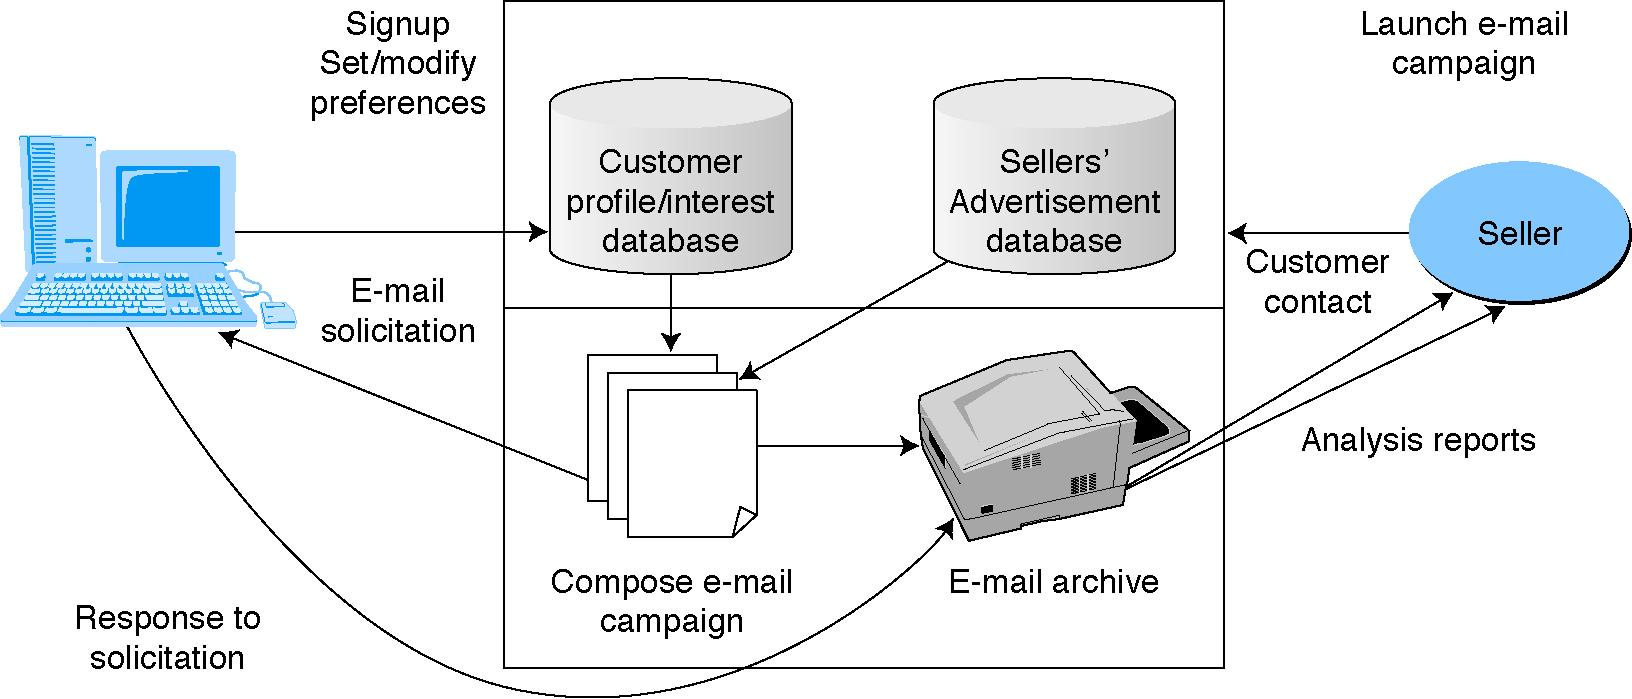 Signup
Set/modify
preferences
Launch e-mail
campaign
Customer
profile/interest
database
Sellers’
Advertisement
database
Seller
Customer
contact
E-mail
solicitation
Analysis reports
Compose e-mail
campaign
E-mail archive
Response to
solicitation